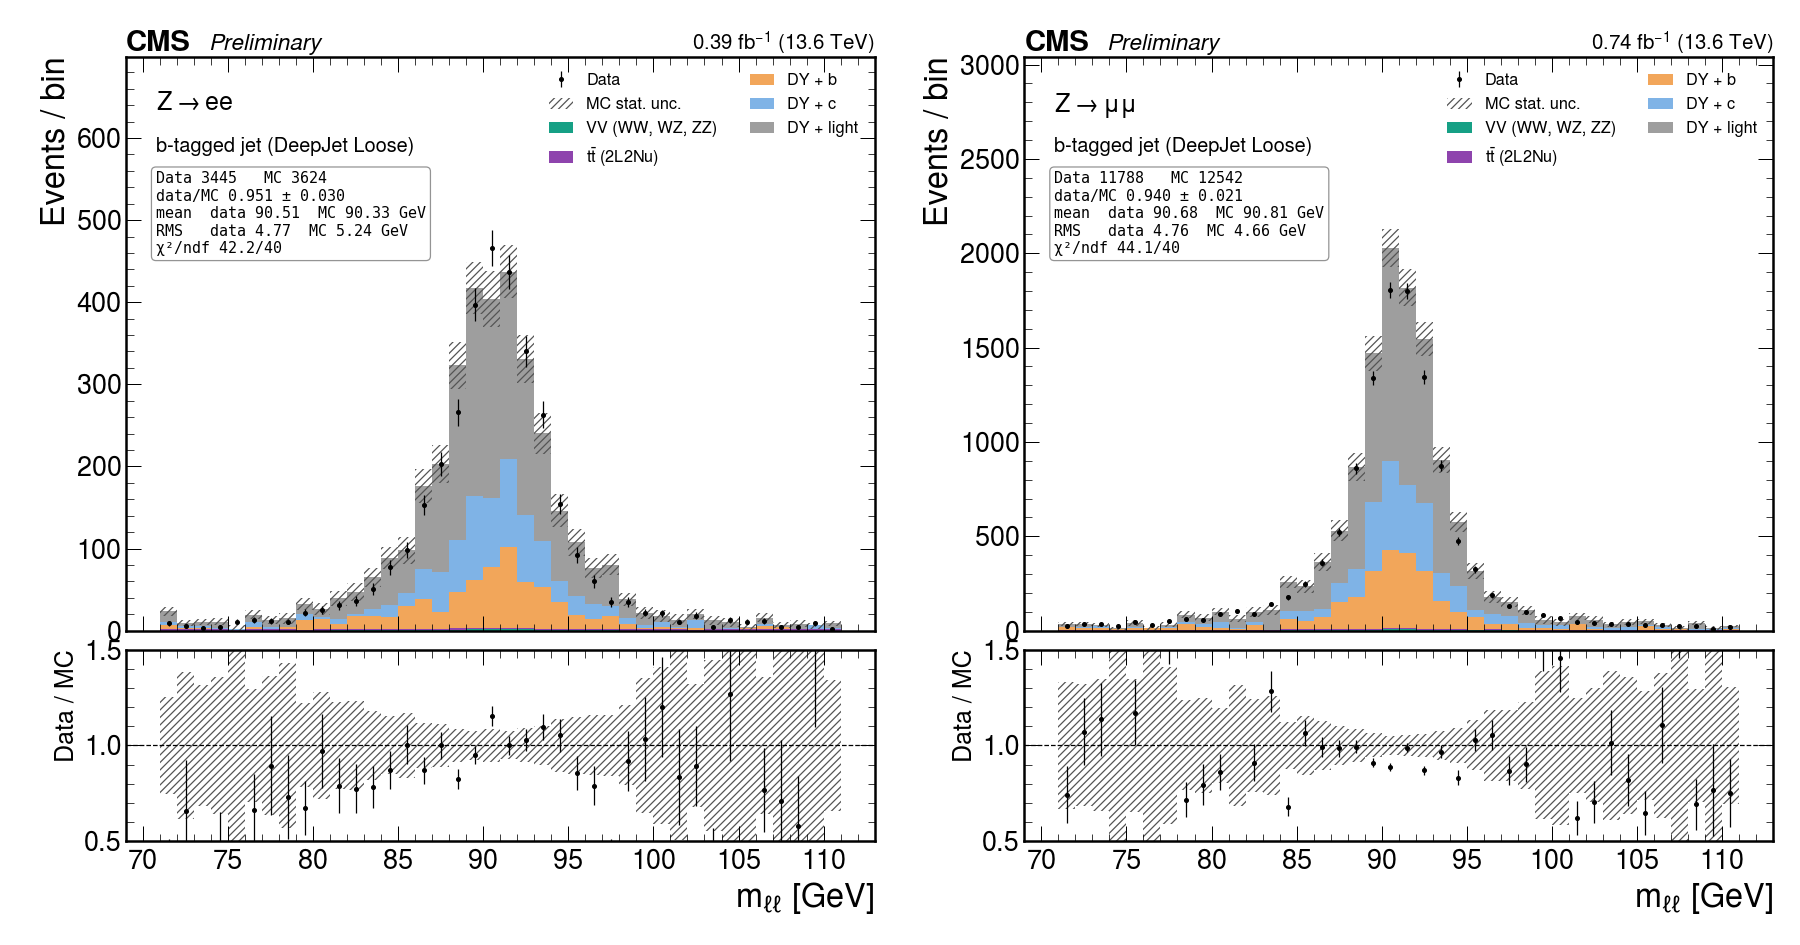 CMS Preliminary 0.39 fb⁻¹ (13.6 TeV)
Events / bin
Z → ee
b-tagged jet (DeepJet Loose)
Data 3445 MC 3624
data/MC 0.951 ± 0.030
mean data 90.51 MC 90.33 GeV
RMS data 4.77 MC 5.24 GeV
χ²/ndf 42.2/40
Data
MC stat. unc.
VV (WW, WZ, ZZ)
tt̄ (2L2Nu)
DY + b
DY + c
DY + light
600
500
400
300
200
100
0
Data / MC
1.5
1.0
0.5
70 75 80 85 90 95 100 105 110
mℓℓ [GeV]
CMS Preliminary 0.74 fb⁻¹ (13.6 TeV)
Events / bin
Z → μμ
b-tagged jet (DeepJet Loose)
Data 11788 MC 12542
data/MC 0.940 ± 0.021
mean data 90.68 MC 90.81 GeV
RMS data 4.76 MC 4.66 GeV
χ²/ndf 44.1/40
Data
MC stat. unc.
VV (WW, WZ, ZZ)
tt̄ (2L2Nu)
DY + b
DY + c
DY + light
3000
2500
2000
1500
1000
500
0
Data / MC
1.5
1.0
0.5
70 75 80 85 90 95 100 105 110
mℓℓ [GeV]